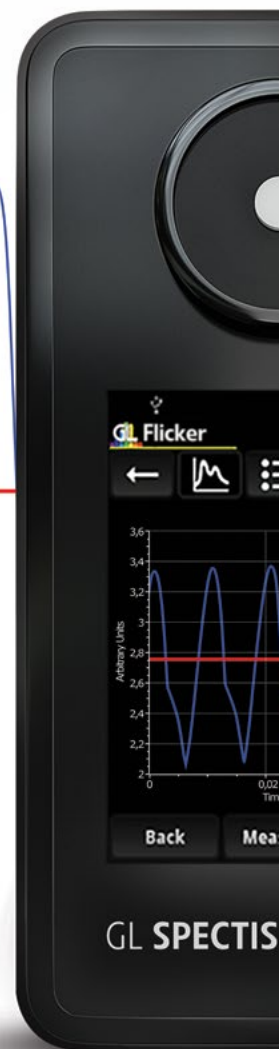 GL Flicker
3,6
3,4
3,2
3
2,8
2,6
2,4
2,2
2
Arbitrary Units
0
0,02
Back
GL SPECTIS